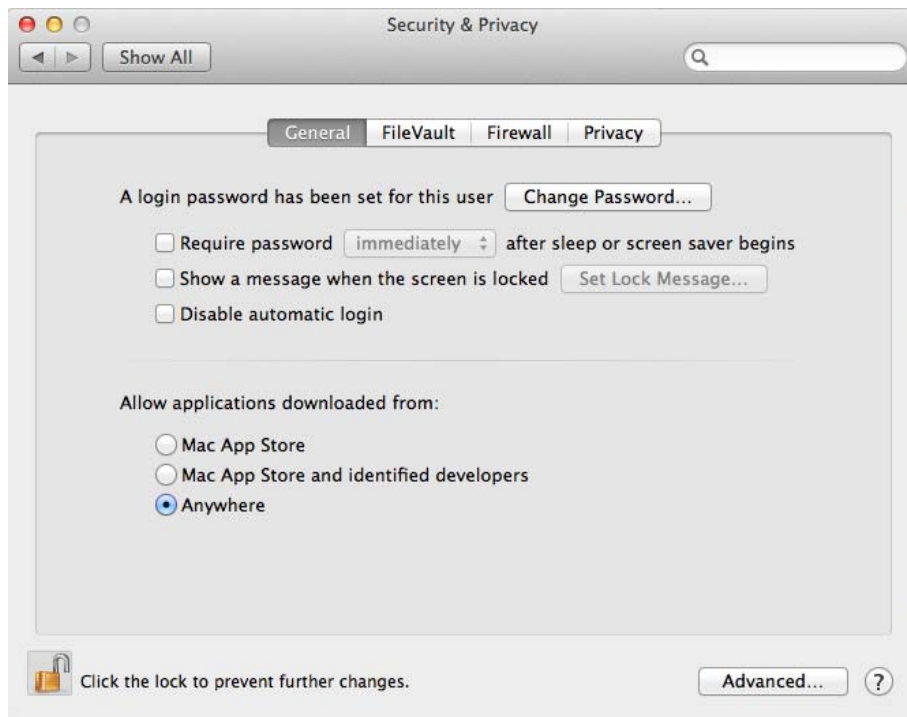 Security & Privacy
Show All
General FileVault Firewall Privacy
A login password has been set for this user Change Password...
Require password immediately after sleep or screen saver begins
Show a message when the screen is locked Set Lock Message...
Disable automatic login
Allow applications downloaded from:
Mac App Store
Mac App Store and identified developers
Anywhere
Click the lock to prevent further changes. Advanced... ?